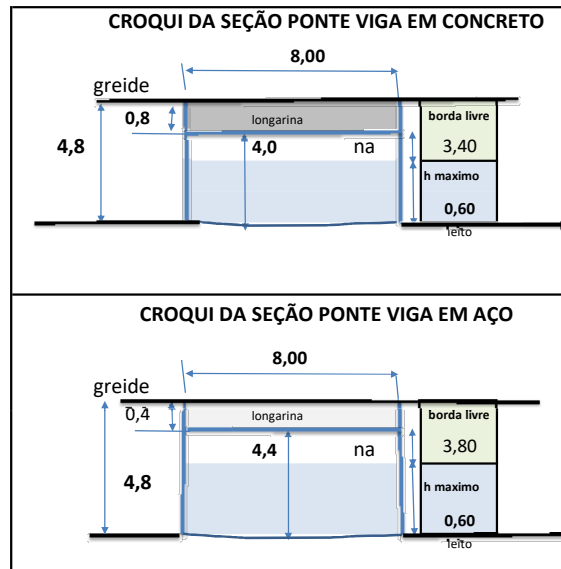 CROQUI DA SEÇÃO PONTE VIGA EM CONCRETO
8,00
greide
0,8
longarina
borda livre
4,8
4,0
na
3,40
h maximo
0,60
leito
CROQUI DA SEÇÃO PONTE VIGA EM AÇO
8,00
greide
0,4
longarina
borda livre
4,4
na
3,80
4,8
h maximo
0,60
leito